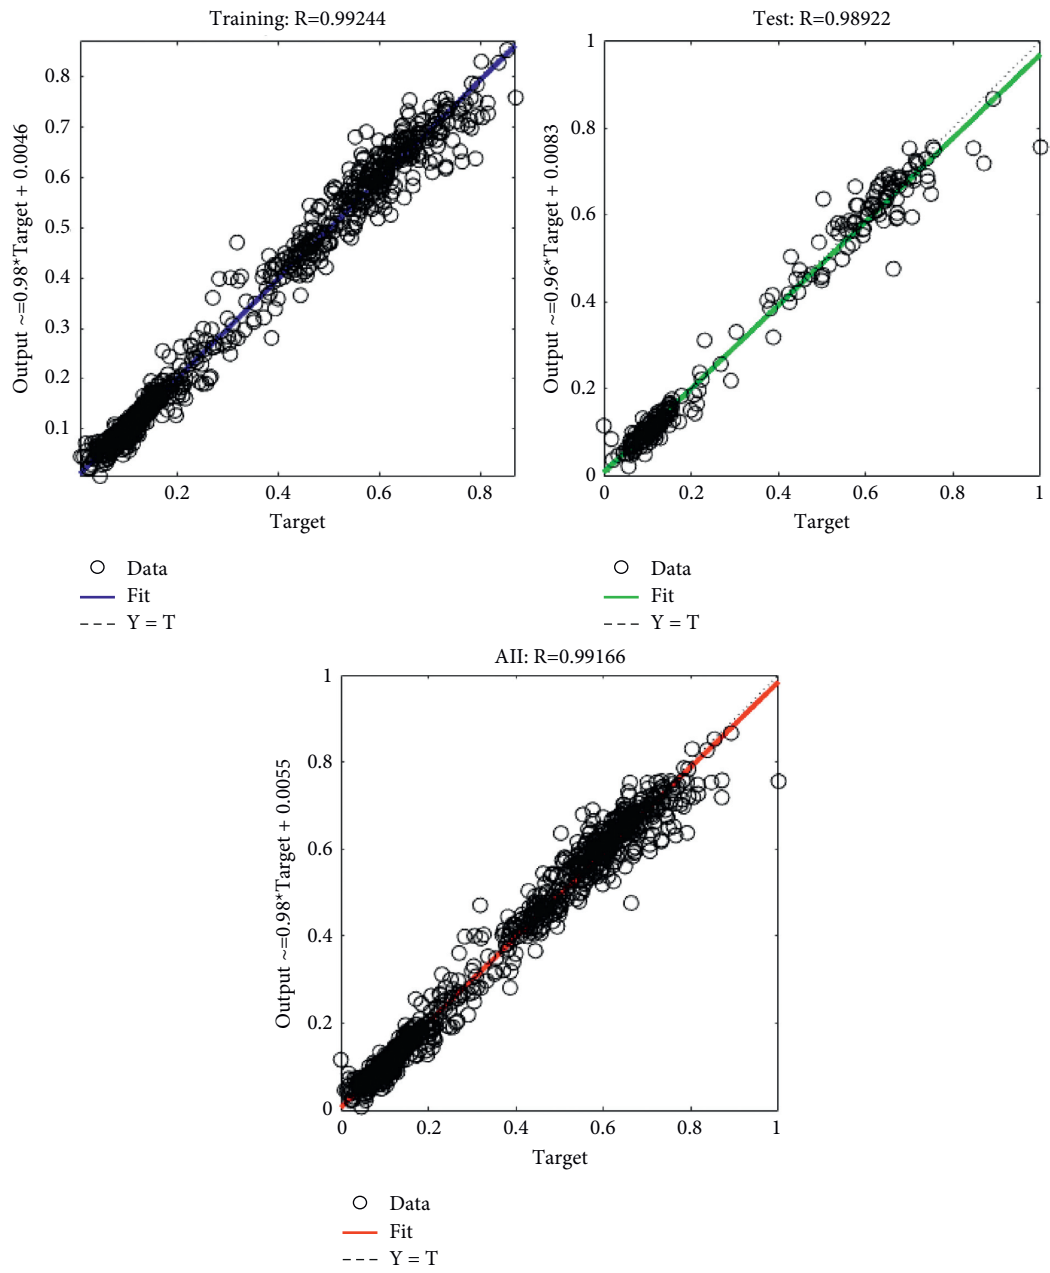 Training: R=0.99244
Output ~=0.98*Target + 0.0046
0.8
0.7
0.6
0.5
0.4
0.3
0.2
0.1
0.2 0.4 0.6 0.8
Target
Data
Fit
Y = T
Test: R=0.98922
Output ~=0.96*Target + 0.0083
1
0.8
0.6
0.4
0.2
0
0 0.2 0.4 0.6 0.8 1
Target
Data
Fit
Y = T
AII: R=0.99166
Output ~=0.98*Target + 0.0055
1
0.8
0.6
0.4
0.2
0
0 0.2 0.4 0.6 0.8 1
Target
Data
Fit
Y = T